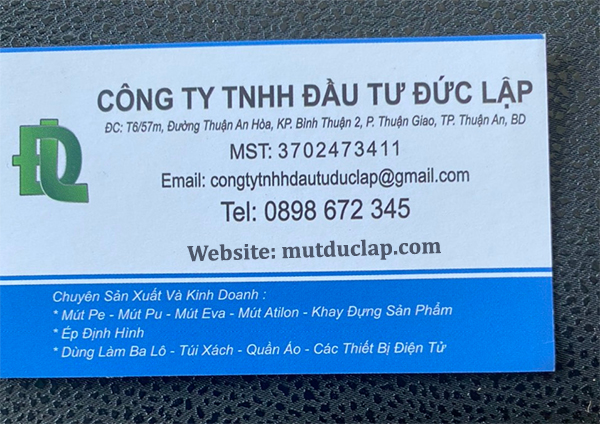 CÔNG TY TNHH ĐẦU TƯ ĐỨC LẬP
ĐC: T6/57m, Đường Thuận An Hòa, KP. Bình Thuận 2, P. Thuận Giao, TP. Thuận An, BD
MST: 3702473411
Email: congtytnhhdautuduclap@gmail.com
Tel: 0898 672 345
Website: mutduclap.com
ĐL
Chuyên Sản Xuất Và Kinh Doanh :
* Mút Pe - Mút Pu - Mút Eva - Mút Atilon - Khay Đựng Sản Phẩm
* Ép Định Hình
* Dùng Làm Ba Lô - Túi Xách - Quần Áo - Các Thiết Bị Điện Tử